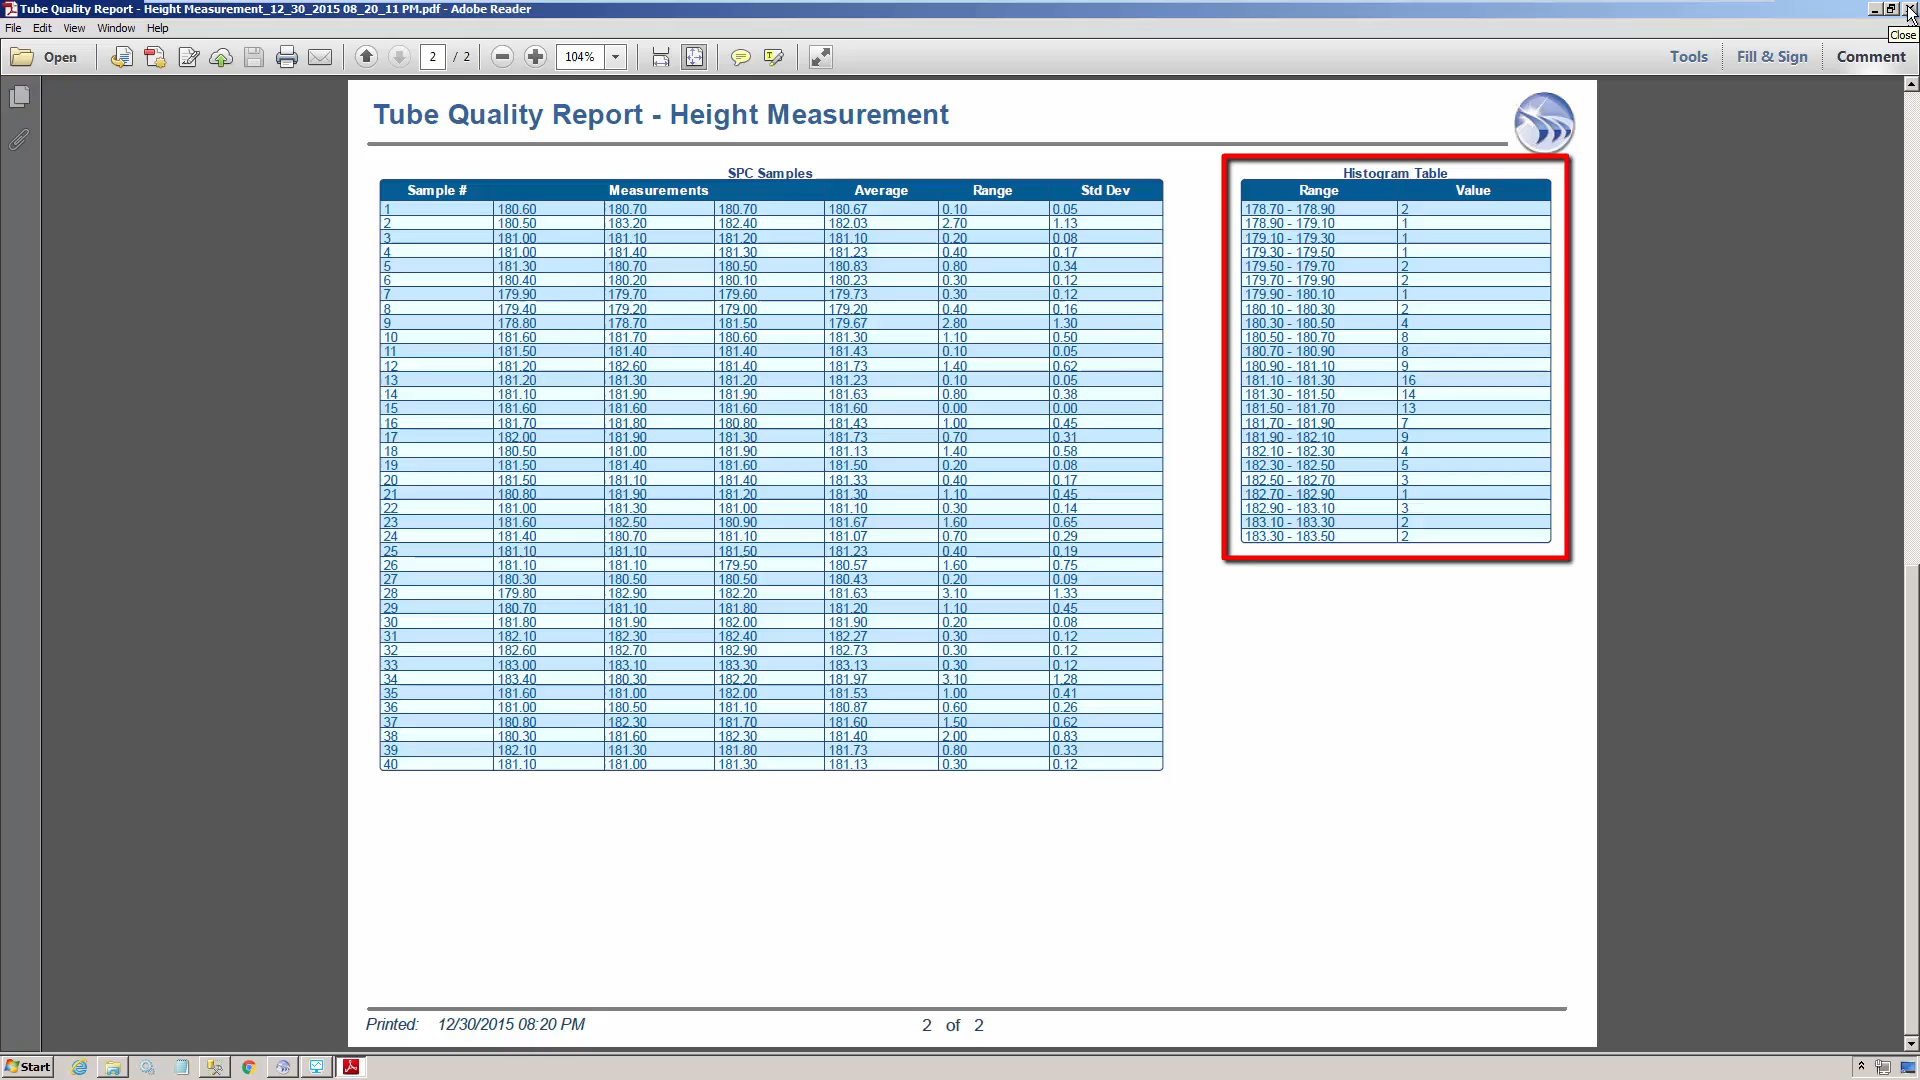 Tube Quality Report - Height Measurement_12_30_2015 08_20_11 PM.pdf - Adobe Reader
File Edit View Window Help
Close
Open 2 / 2 104% Tools Fill & Sign Comment
Tube Quality Report - Height Measurement
SPC Samples
Sample # Measurements Average Range Std Dev
1 180.60 180.70 180.70 180.67 0.10 0.05
2 180.50 183.20 182.40 182.03 2.70 1.13
3 181.00 181.10 181.20 181.10 0.20 0.08
4 181.00 181.40 181.30 181.23 0.40 0.17
5 181.30 180.70 180.50 180.83 0.80 0.34
6 180.40 180.20 180.10 180.23 0.30 0.12
7 179.90 179.70 179.60 179.73 0.30 0.12
8 179.40 179.20 179.00 179.20 0.40 0.16
9 178.80 178.70 181.50 179.67 2.80 1.30
10 181.60 181.70 180.60 181.30 1.10 0.50
11 181.50 181.40 181.40 181.43 0.10 0.05
12 181.20 182.60 181.40 181.73 1.40 0.62
13 181.20 181.30 181.20 181.23 0.10 0.05
14 181.10 181.90 181.90 181.63 0.80 0.38
15 181.60 181.60 181.60 181.60 0.00 0.00
16 181.70 181.80 180.80 181.43 1.00 0.45
17 182.00 181.90 181.30 181.73 0.70 0.31
18 180.50 181.00 181.90 181.13 1.40 0.58
19 181.50 181.40 181.60 181.50 0.20 0.08
20 181.50 181.10 181.40 181.33 0.40 0.17
21 180.80 181.90 181.20 181.30 1.10 0.45
22 181.00 181.30 181.00 181.10 0.30 0.14
23 181.60 182.50 180.90 181.67 1.60 0.65
24 181.40 180.70 181.10 181.07 0.70 0.29
25 181.10 181.10 181.50 181.23 0.40 0.19
26 181.10 181.10 179.50 180.57 1.60 0.75
27 180.30 180.50 180.50 180.43 0.20 0.09
28 179.80 182.90 182.20 181.63 3.10 1.33
29 180.70 181.10 181.80 181.20 1.10 0.45
30 181.80 181.90 182.00 181.90 0.20 0.08
31 182.10 182.30 182.40 182.27 0.30 0.12
32 182.60 182.70 182.90 182.73 0.30 0.12
33 183.00 183.10 183.30 183.13 0.30 0.12
34 183.40 180.30 182.20 181.97 3.10 1.28
35 181.60 181.00 182.00 181.53 1.00 0.41
36 181.00 180.50 181.10 180.87 0.60 0.26
37 180.80 182.30 181.70 181.60 1.50 0.62
38 180.30 181.60 182.30 181.40 2.00 0.83
39 182.10 181.30 181.80 181.73 0.80 0.33
40 181.10 181.00 181.30 181.13 0.30 0.12
Histogram Table
Range Value
178.70 - 178.90 2
178.90 - 179.10 1
179.10 - 179.30 1
179.30 - 179.50 1
179.50 - 179.70 2
179.70 - 179.90 2
179.90 - 180.10 1
180.10 - 180.30 2
180.30 - 180.50 4
180.50 - 180.70 8
180.70 - 180.90 8
180.90 - 181.10 9
181.10 - 181.30 16
181.30 - 181.50 14
181.50 - 181.70 13
181.70 - 181.90 7
181.90 - 182.10 9
182.10 - 182.30 4
182.30 - 182.50 5
182.50 - 182.70 3
182.70 - 182.90 1
182.90 - 183.10 3
183.10 - 183.30 2
183.30 - 183.50 2
Printed: 12/30/2015 08:20 PM 2 of 2
Start